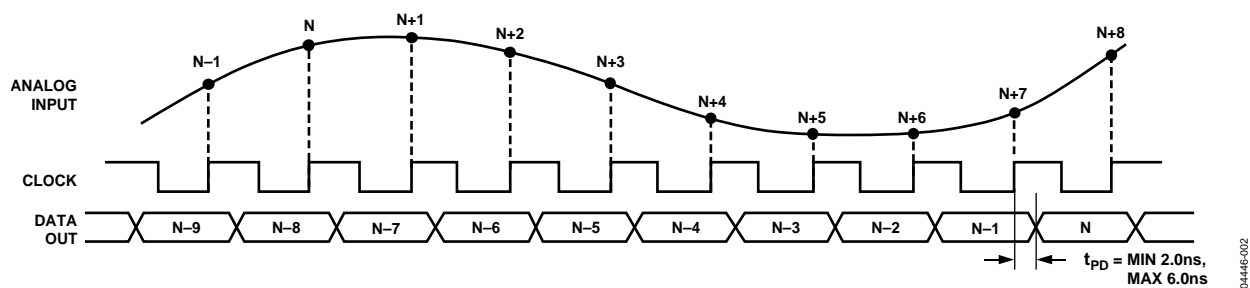 N–1
N
N+1
N+2
N+3
N+4
N+5
N+6
N+7
N+8
ANALOG
INPUT
CLOCK
DATA
OUT
N–9
N–8
N–7
N–6
N–5
N–4
N–3
N–2
N–1
N
tPD = MIN 2.0ns,
MAX 6.0ns
04446-002